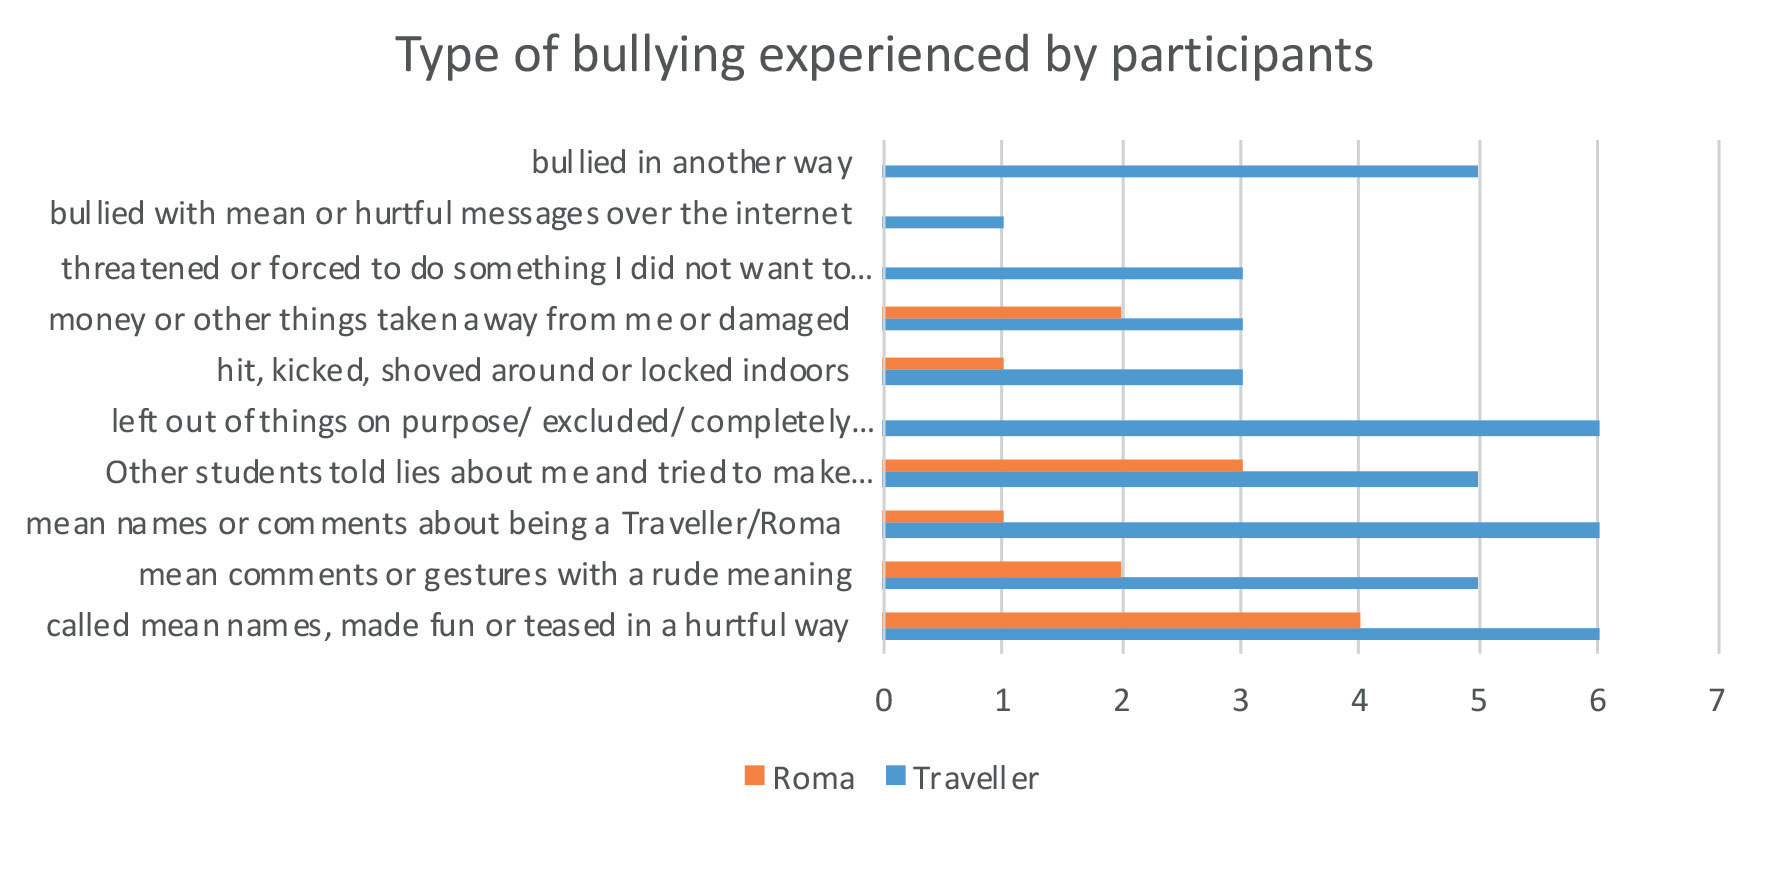 Type of bullying experienced by participants
bullied in another way
bullied with mean or hurtful messages over the internet
threatened or forced to do something I did not want to...
money or other things taken away from me or damaged
hit, kicked, shoved around or locked indoors
left out of things on purpose/ excluded/ completely...
Other students told lies about me and tried to make...
mean names or comments about being a Traveller/Roma
mean comments or gestures with a rude meaning
called mean names, made fun or teased in a hurtful way
0 1 2 3 4 5 6 7
Roma Traveller